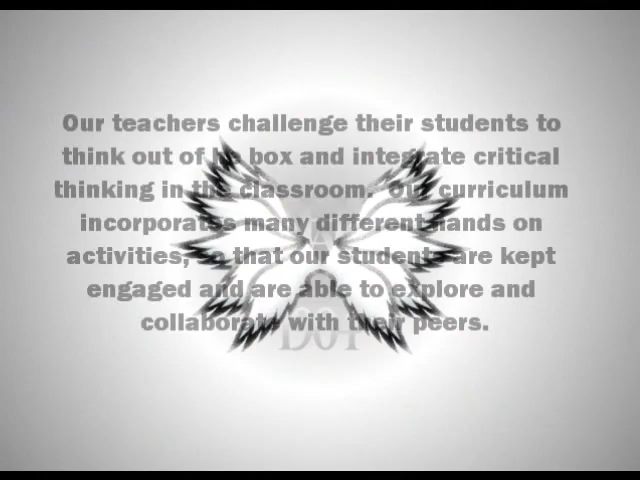 Our teachers challenge their students to
think out of he box and integrate critical
thinking in the classroom. Our curriculum
incorporates many different hands on
activities, so that our students are kept
engaged and are able to explore and
collaborate with their peers.